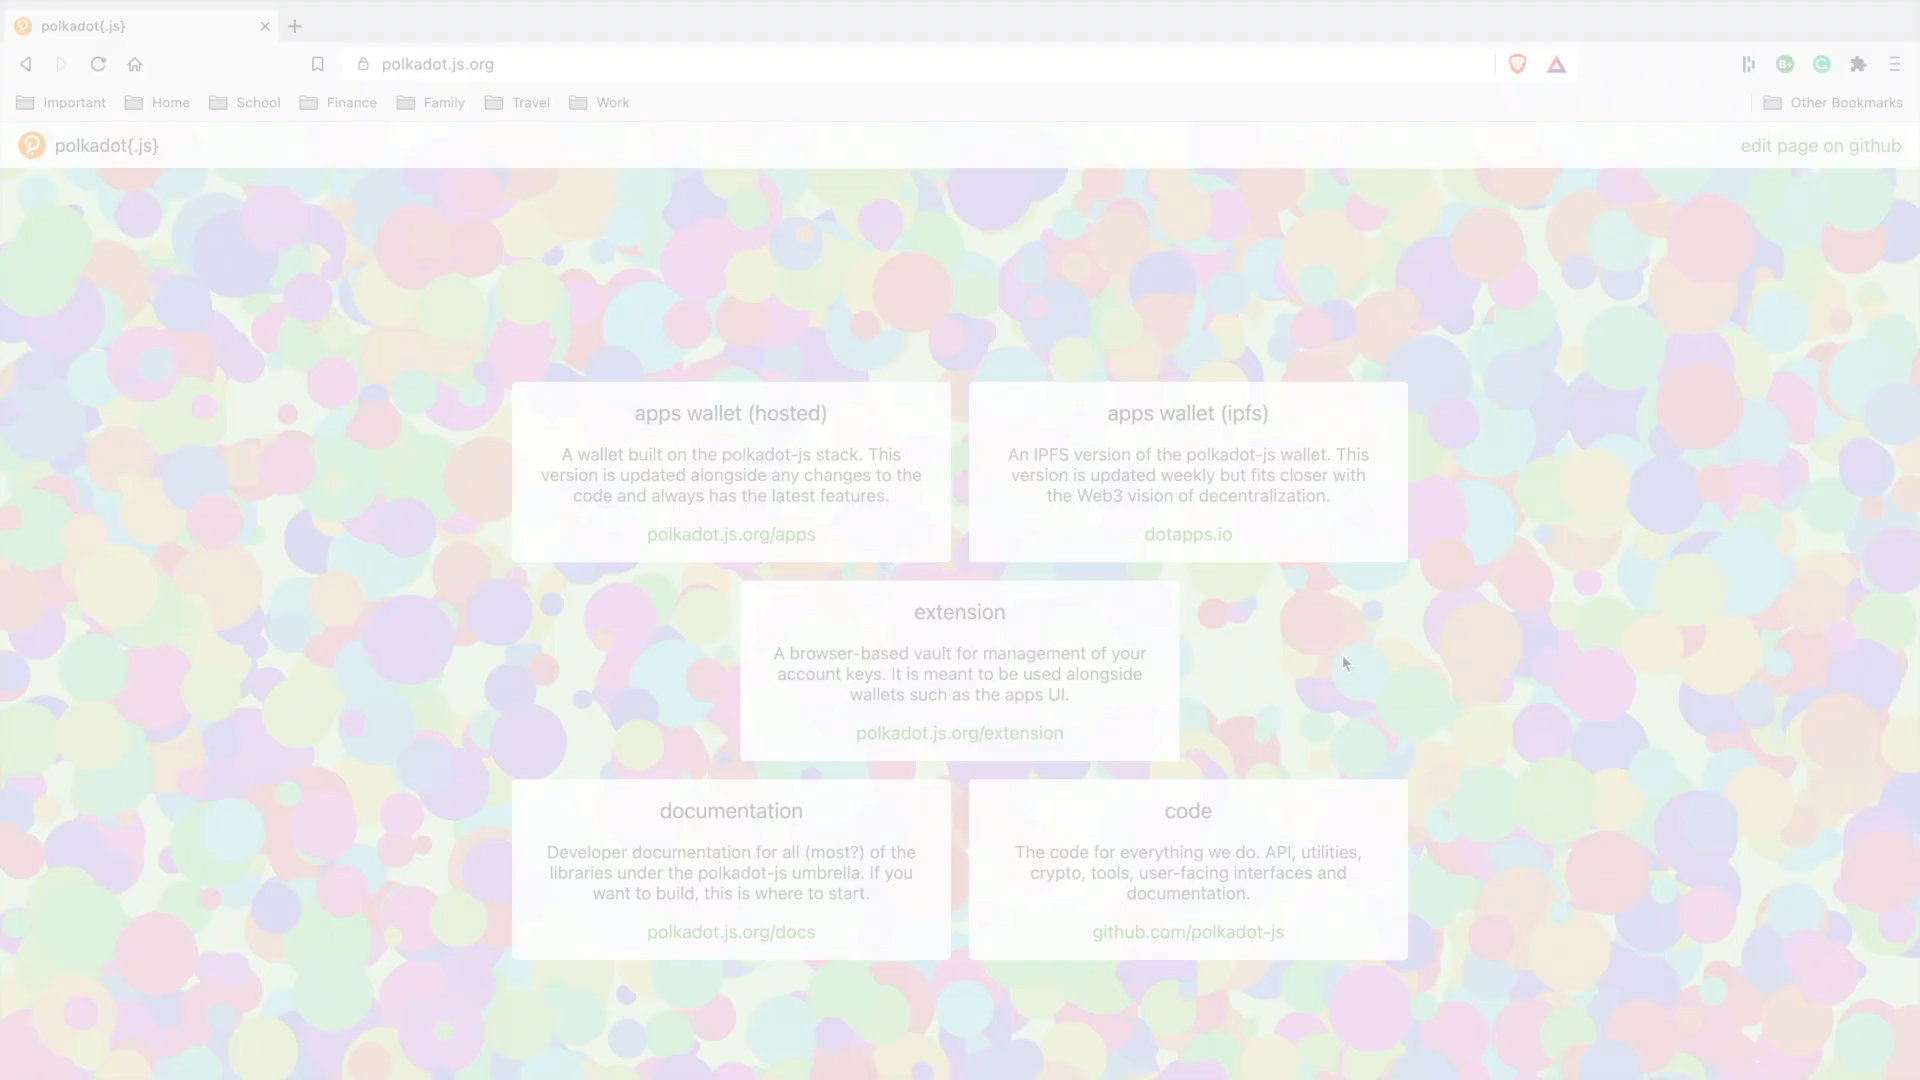 polkadot{.js}
polkadot.js.org
Important Home School Finance Family Travel Work Other Bookmarks
polkadot{.js} edit page on github
apps wallet (hosted)
A wallet built on the polkadot-js stack. This
version is updated alongside any changes to the
code and always has the latest features.
polkadot.js.org/apps
apps wallet (ipfs)
An IPFS version of the polkadot-js wallet. This
version is updated weekly but fits closer with
the Web3 vision of decentralization.
dotapps.io
extension
A browser-based vault for management of your
account keys. It is meant to be used alongside
wallets such as the apps UI.
polkadot.js.org/extension
documentation
Developer documentation for all (most?) of the
libraries under the polkadot-js umbrella. If you
want to build, this is where to start.
polkadot.js.org/docs
code
The code for everything we do. API, utilities,
crypto, tools, user-facing interfaces and
documentation.
github.com/polkadot-js